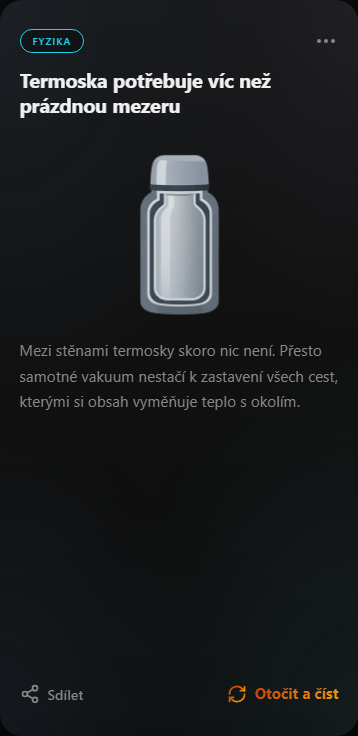 FYZIKA
Termoska potřebuje víc než
prázdnou mezeru
Mezi stěnami termosky skoro nic není. Přesto
samotné vakuum nestačí k zastavení všech cest,
kterými si obsah vyměňuje teplo s okolím.
Sdílet
Otočit a číst